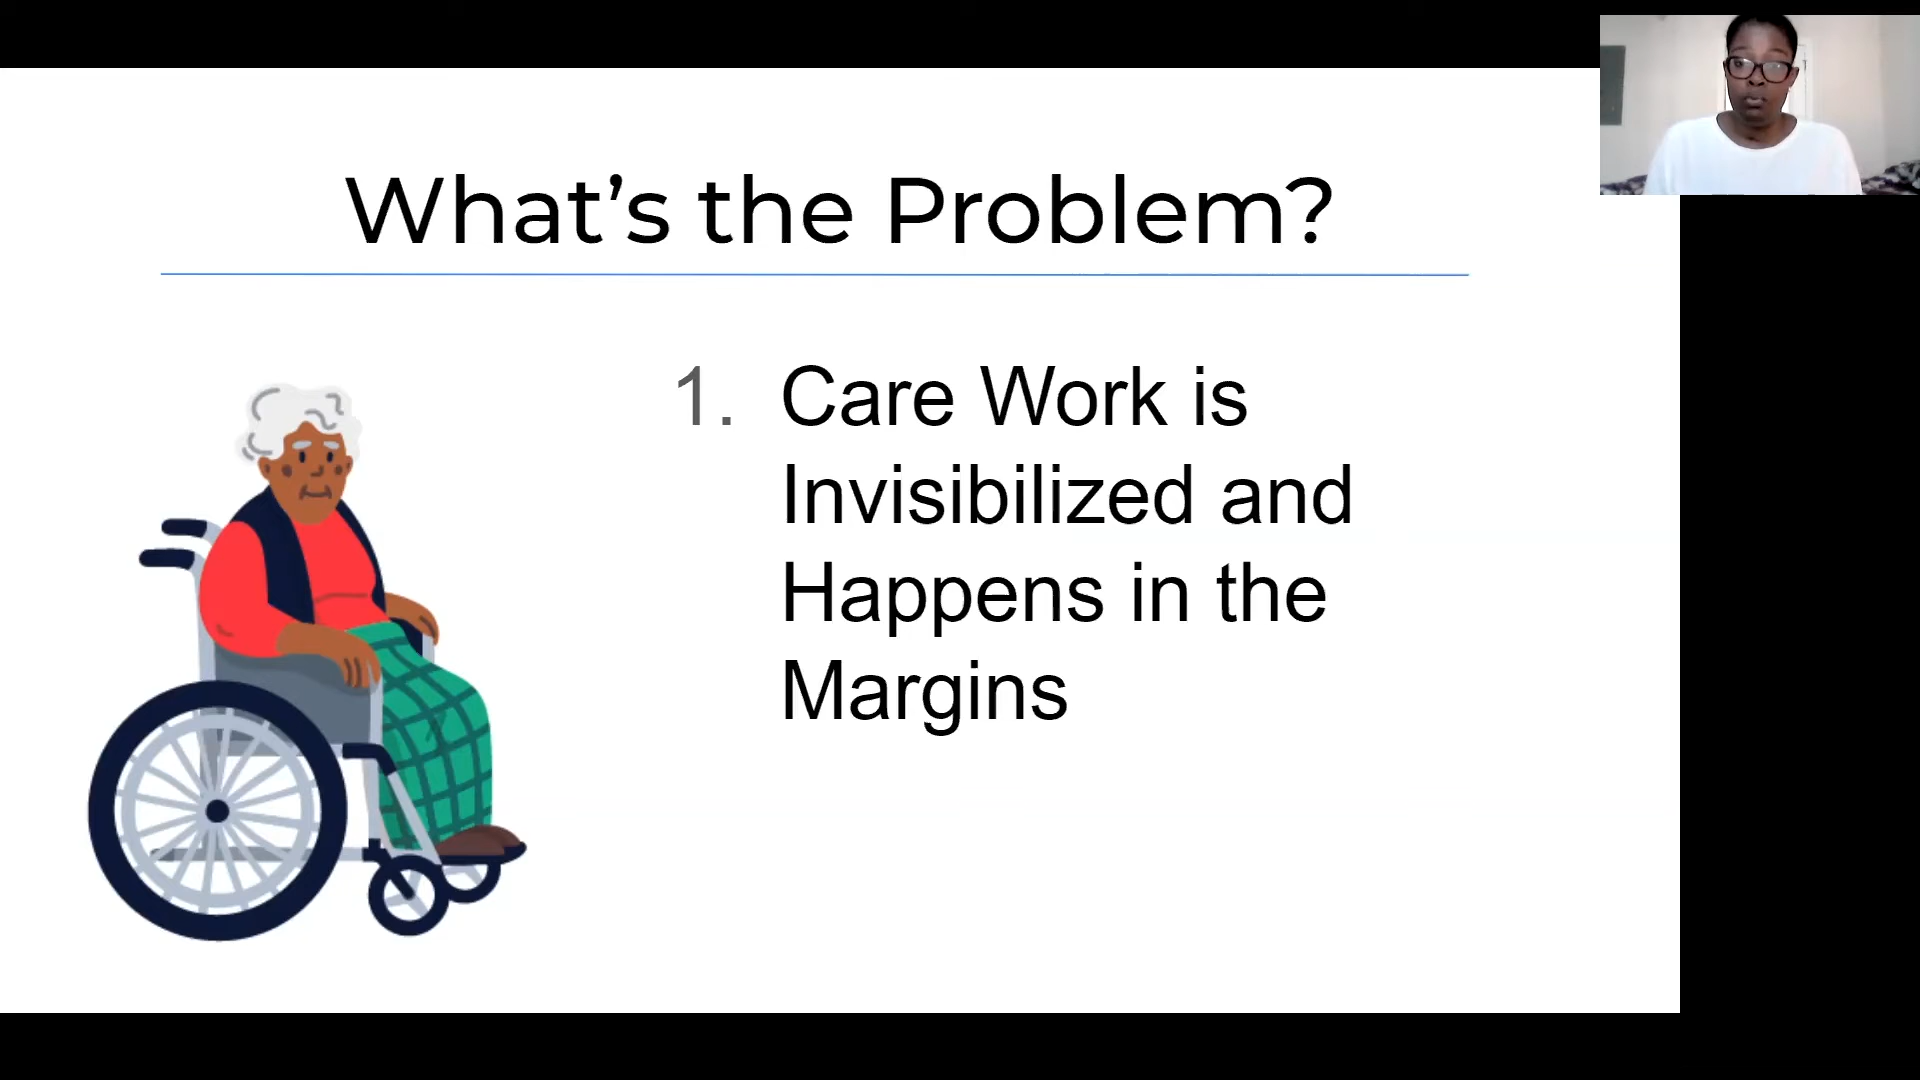 What’s the Problem?
1. Care Work is
Invisibilized and
Happens in the
Margins